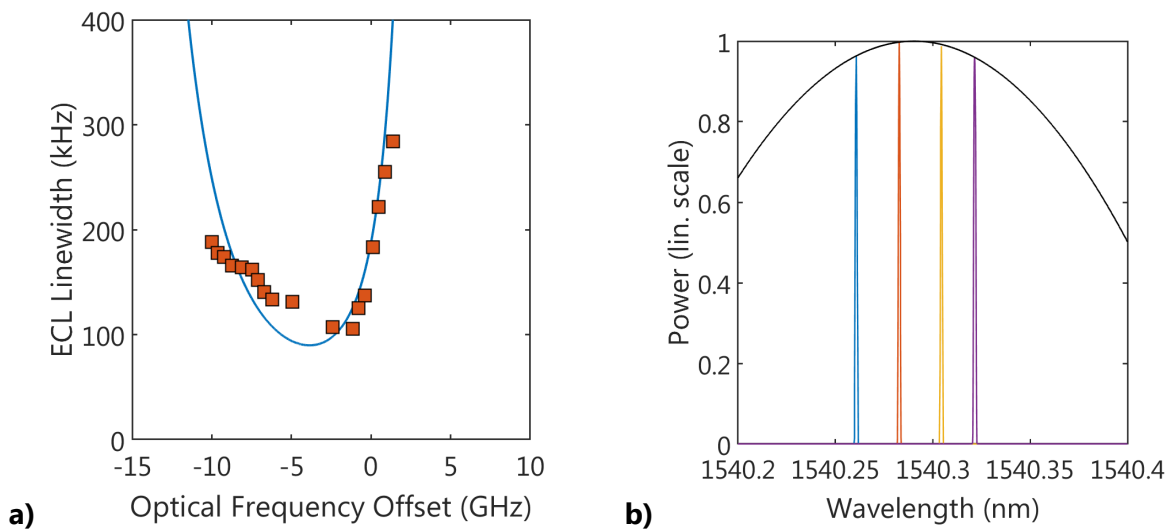 400
300
200
100
0
-15 -10 -5 0 5 10
ECL Linewidth (kHz)
Optical Frequency Offset (GHz)
a)
1
0.8
0.6
0.4
0.2
0
1540.2 1540.25 1540.3 1540.35 1540.4
Power (lin. scale)
Wavelength (nm)
b)